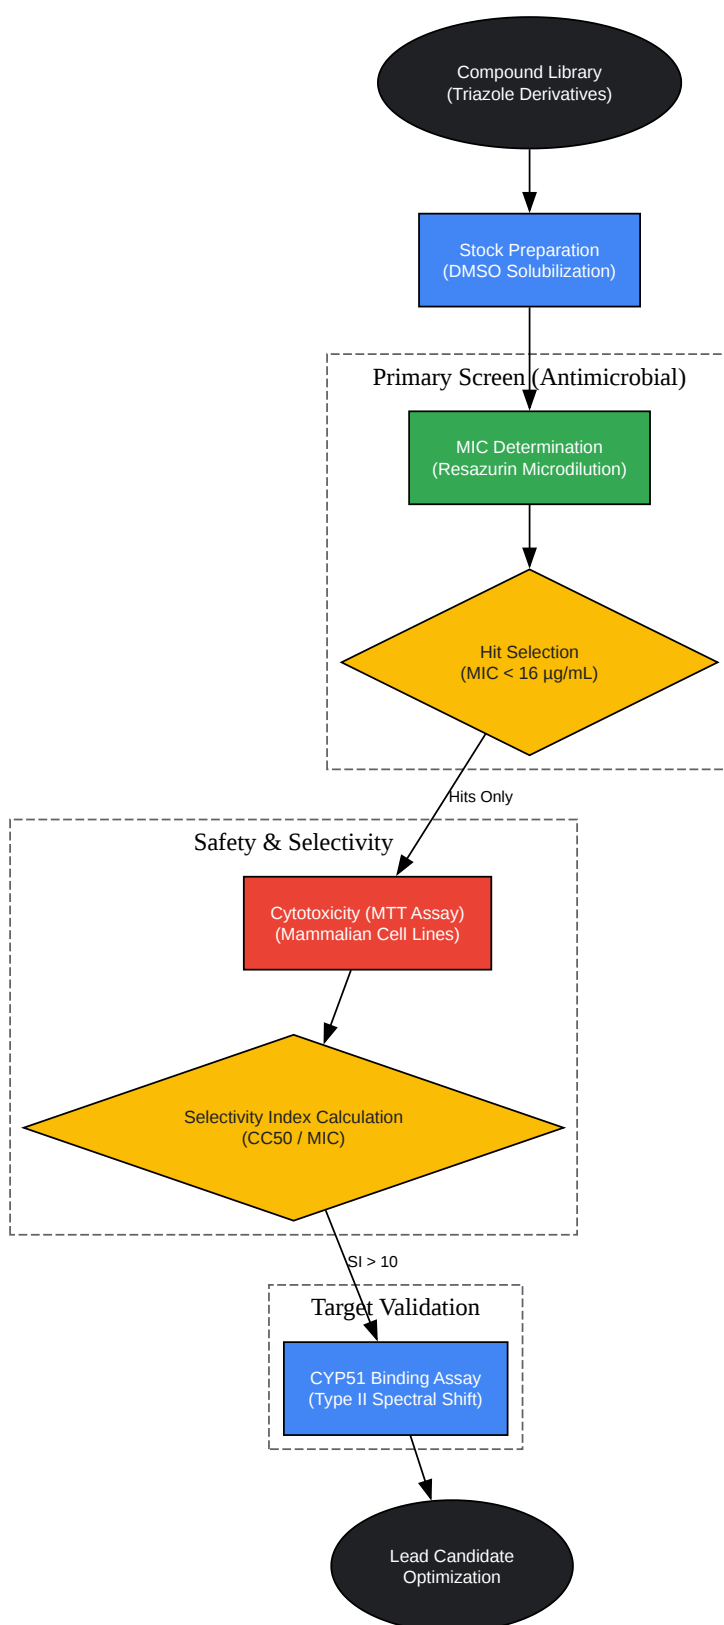 Compound Library
(Triazole Derivatives)
Stock Preparation
(DMSO Solubilization)
Primary Screen (Antimicrobial)
MIC Determination
(Resazurin Microdilution)
Hit Selection
(MIC < 16 µg/mL)
Hits Only
Safety & Selectivity
Cytotoxicity (MTT Assay)
(Mammalian Cell Lines)
Selectivity Index Calculation
(CC50 / MIC)
SI > 10
Target Validation
CYP51 Binding Assay
(Type II Spectral Shift)
Lead Candidate
Optimization